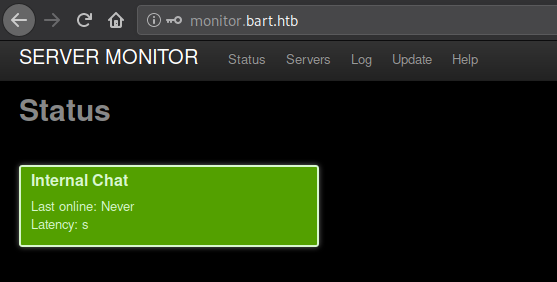 monitor.bart.htb
SERVER MONITOR Status Servers Log Update Help
Status
Internal Chat
Last online: Never
Latency: s